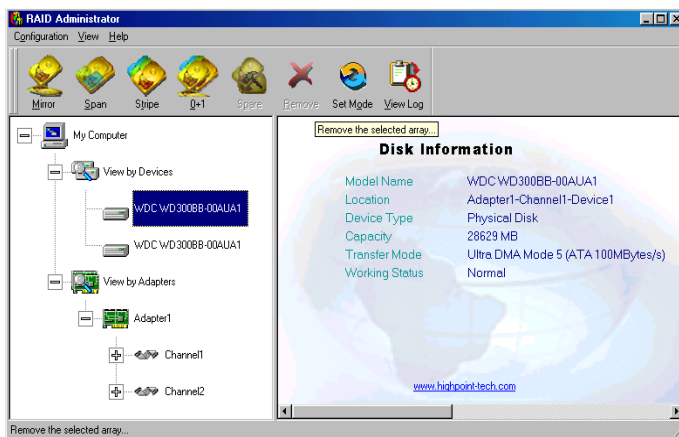 RAID Administrator
Configuration View Help
Mirror Span Stripe 0+1 Spare Remove Set Mode View Log
Remove the selected array...
My Computer
View by Devices
WDC WD300BB-00AUA1
WDC WD300BB-00AUA1
View by Adapters
Adapter1
Channel1
Channel2
Disk Information
Model Name WDC WD300BB-00AUA1
Location Adapter1-Channel1-Device1
Device Type Physical Disk
Capacity 28629 MB
Transfer Mode Ultra DMA Mode 5 (ATA 100MBytes/s)
Working Status Normal
www.highpoint-tech.com
Remove the selected array...